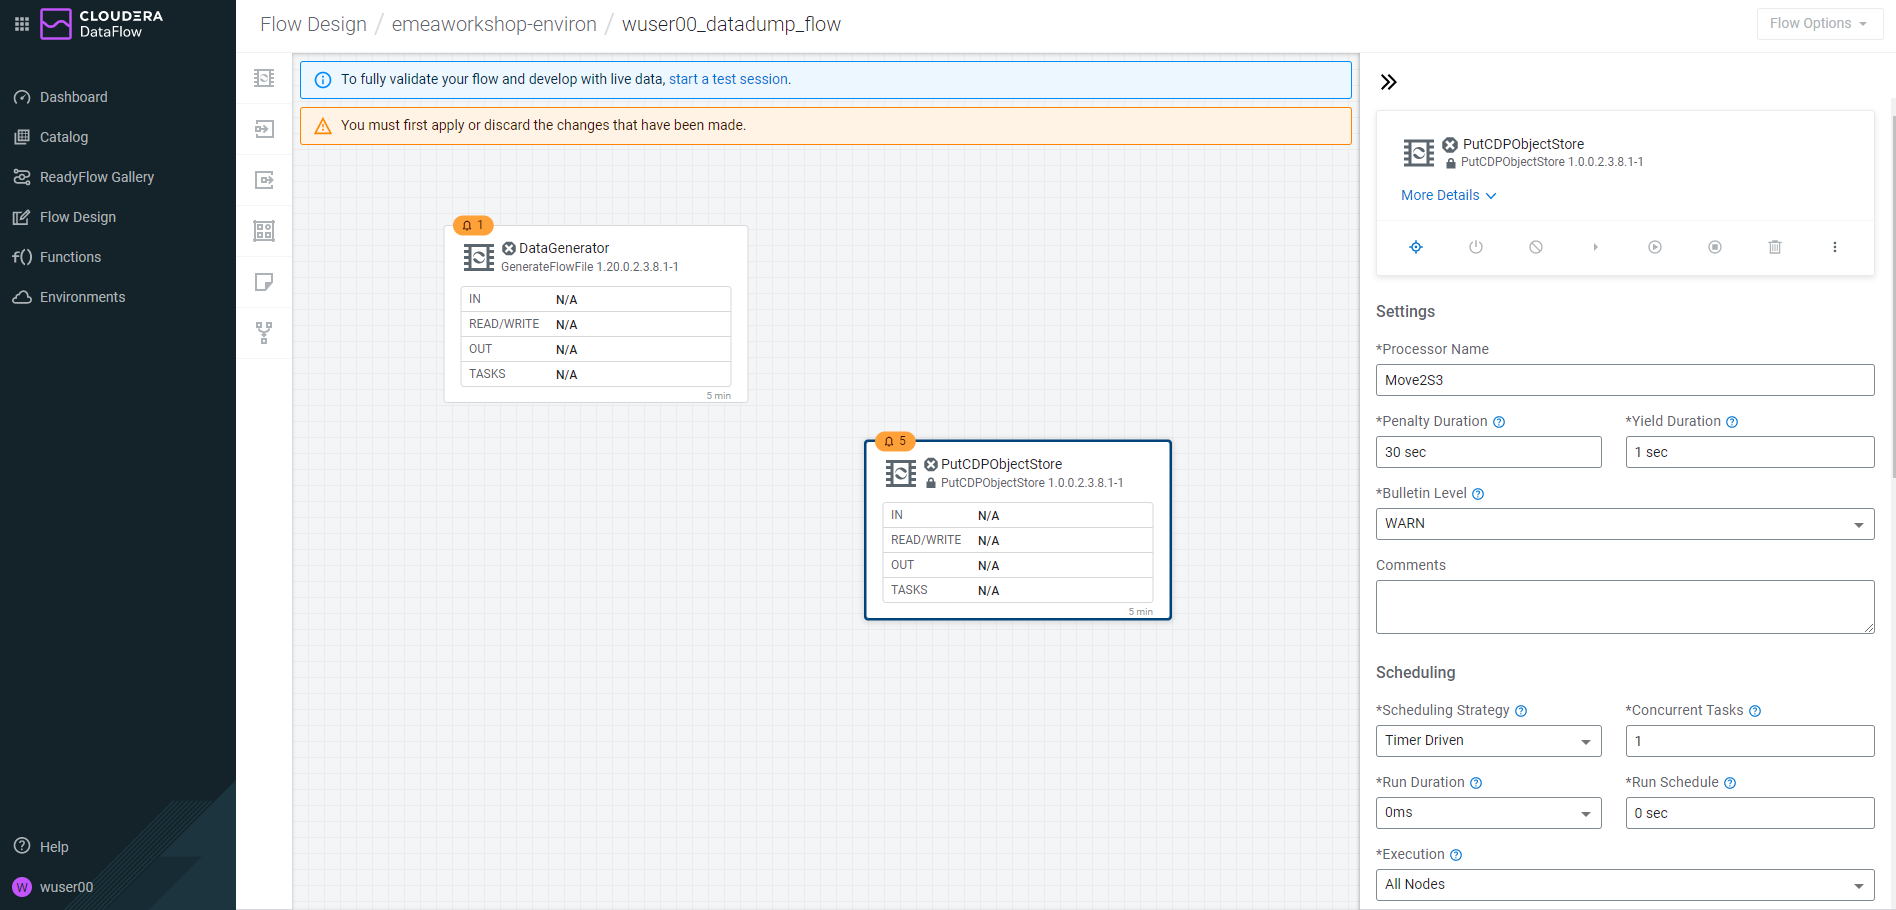 CLOUDERA
DataFlow
Dashboard
Catalog
ReadyFlow Gallery
Flow Design
Functions
Environments
Help
W wuser00
Flow Design / emeaworkshop-environ / wuser00_datadump_flow
Flow Options
To fully validate your flow and develop with live data, start a test session.
You must first apply or discard the changes that have been made.
1
DataGenerator
GenerateFlowFile 1.20.0.2.3.8.1-1
IN N/A
READ/WRITE N/A
OUT N/A
TASKS N/A
5 min
5
PutCDPObjectStore
PutCDPObjectStore 1.0.0.2.3.8.1-1
IN N/A
READ/WRITE N/A
OUT N/A
TASKS N/A
5 min
PutCDPObjectStore
PutCDPObjectStore 1.0.0.2.3.8.1-1
More Details
Settings
*Processor Name
Move2S3
*Penalty Duration *Yield Duration
30 sec 1 sec
*Bulletin Level
WARN
Comments
Scheduling
*Scheduling Strategy *Concurrent Tasks
Timer Driven 1
*Run Duration *Run Schedule
0ms 0 sec
*Execution
All Nodes